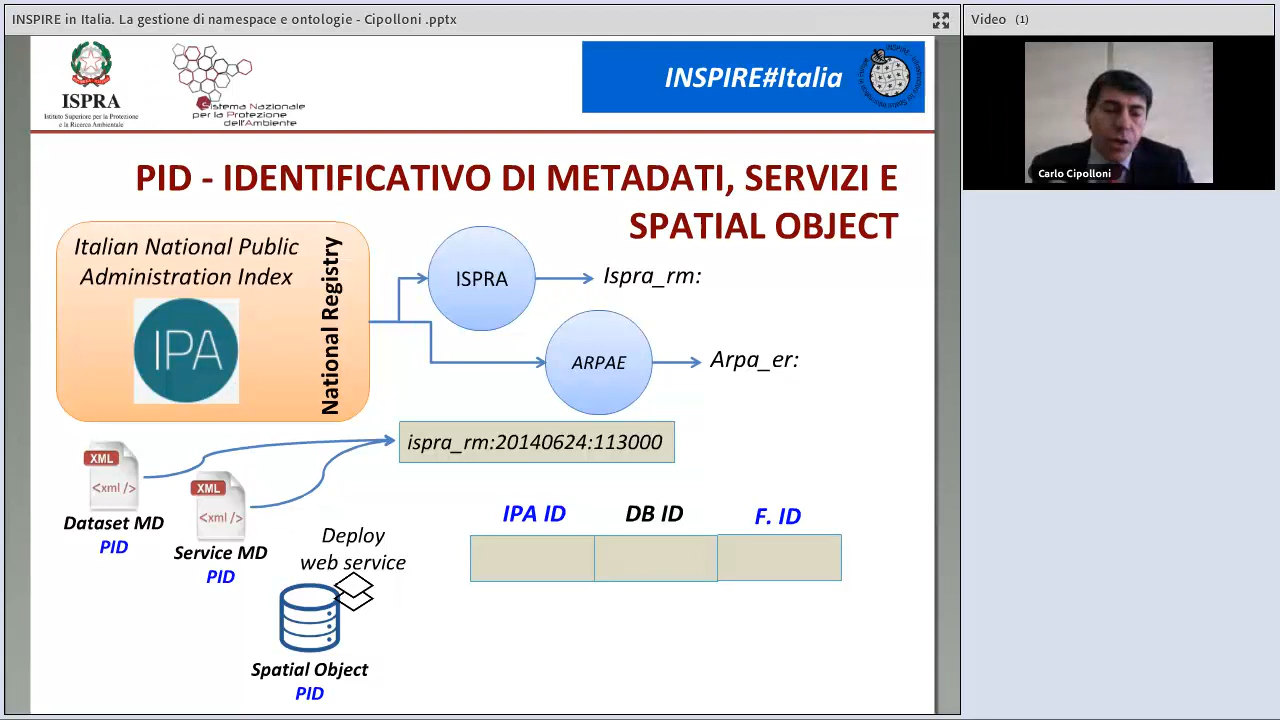 INSPIRE in Italia. La gestione di namespace e ontologie - Cipolloni .pptx
Video (1)
ISPRA
Istituto Superiore per la Protezione
e la Ricerca Ambientale
Sistema Nazionale
per la Protezione
dell'Ambiente
INSPIRE#Italia
Carlo Cipolloni
PID - IDENTIFICATIVO DI METADATI, SERVIZI E
SPATIAL OBJECT
Italian National Public
Administration Index
IPA
National Registry
ISPRA
Ispra_rm:
ARPAE
Arpa_er:
ispra_rm:20140624:113000
XML
<xml />
Dataset MD
PID
XML
<xml />
Service MD
PID
Deploy
web service
Spatial Object
PID
IPA ID
DB ID
F. ID